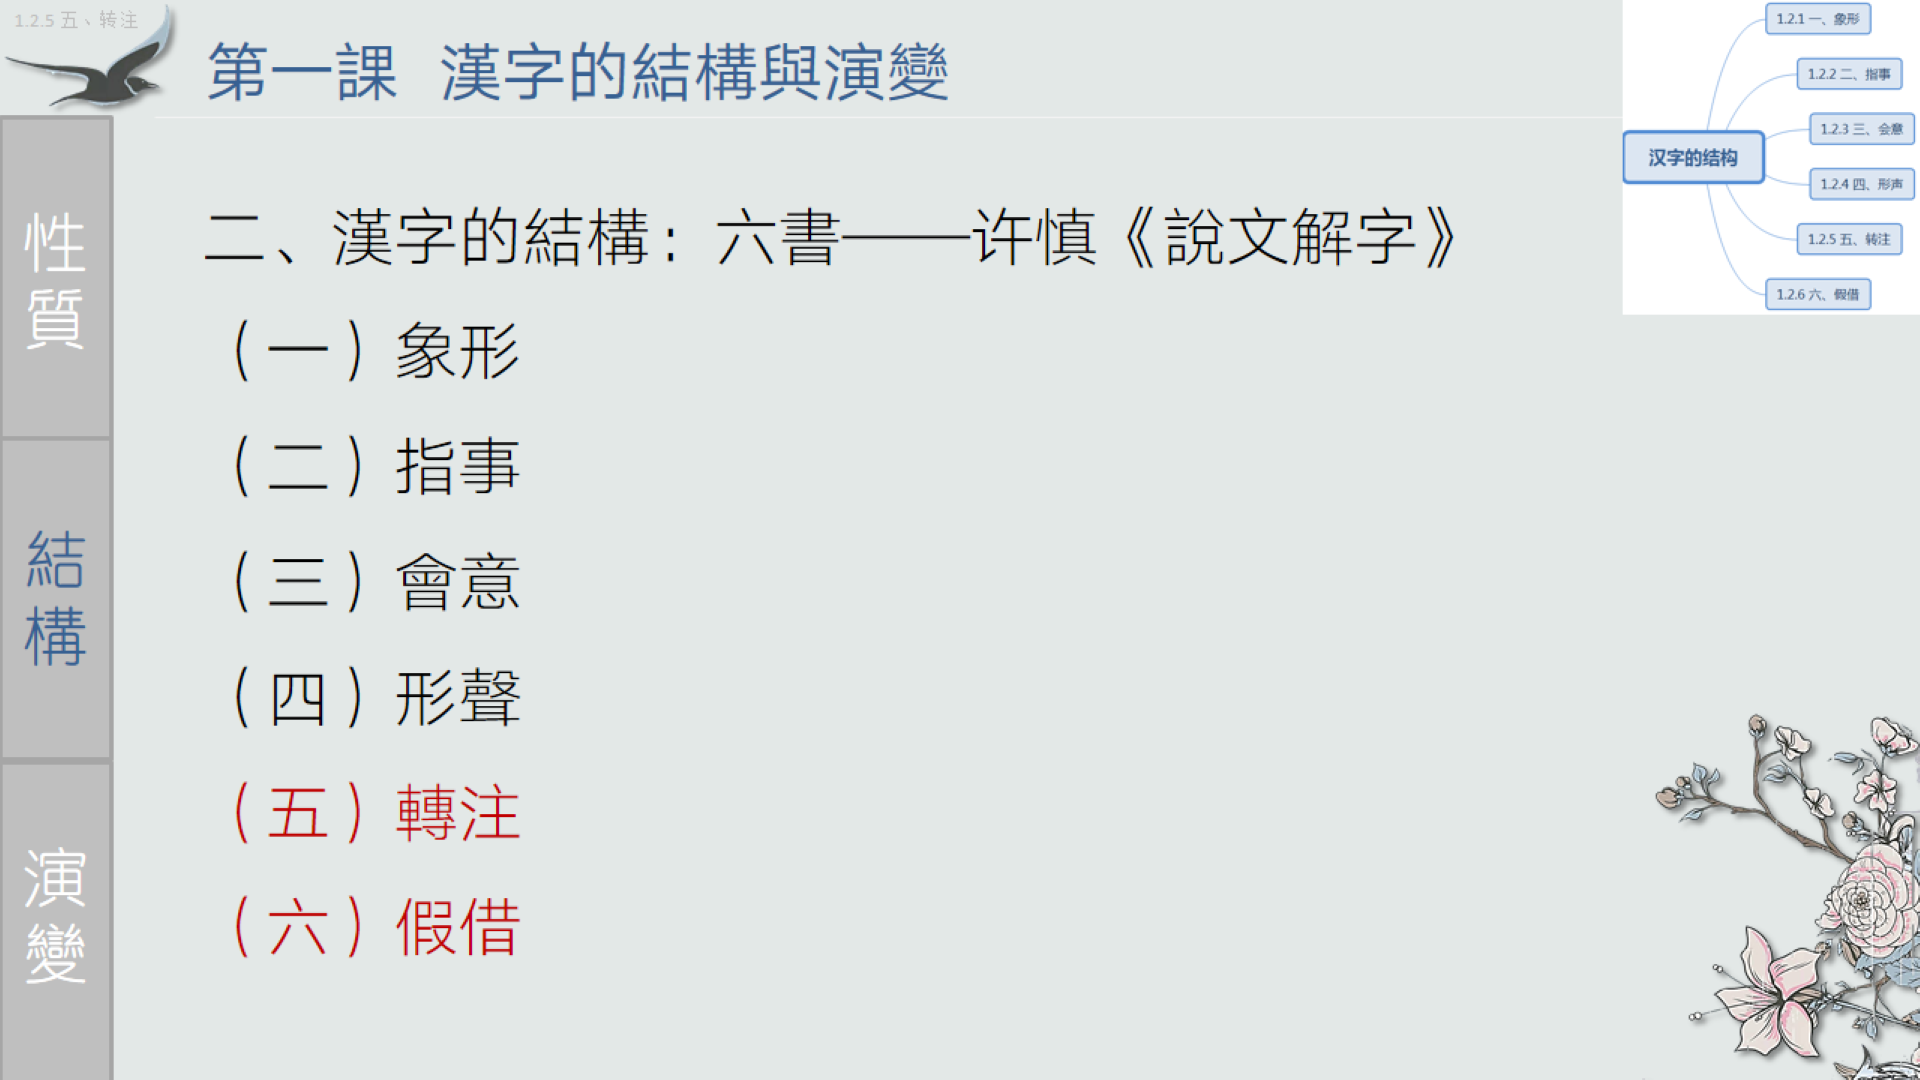 1.2.5 五、转注
第一課 漢字的結構與演變
性質
結構
演變
二、漢字的結構：六書——许慎《說文解字》
（一）象形
（二）指事
（三）會意
（四）形聲
（五）轉注
（六）假借
汉字的结构
1.2.1 一、象形
1.2.2 二、指事
1.2.3 三、会意
1.2.4 四、形声
1.2.5 五、转注
1.2.6 六、假借